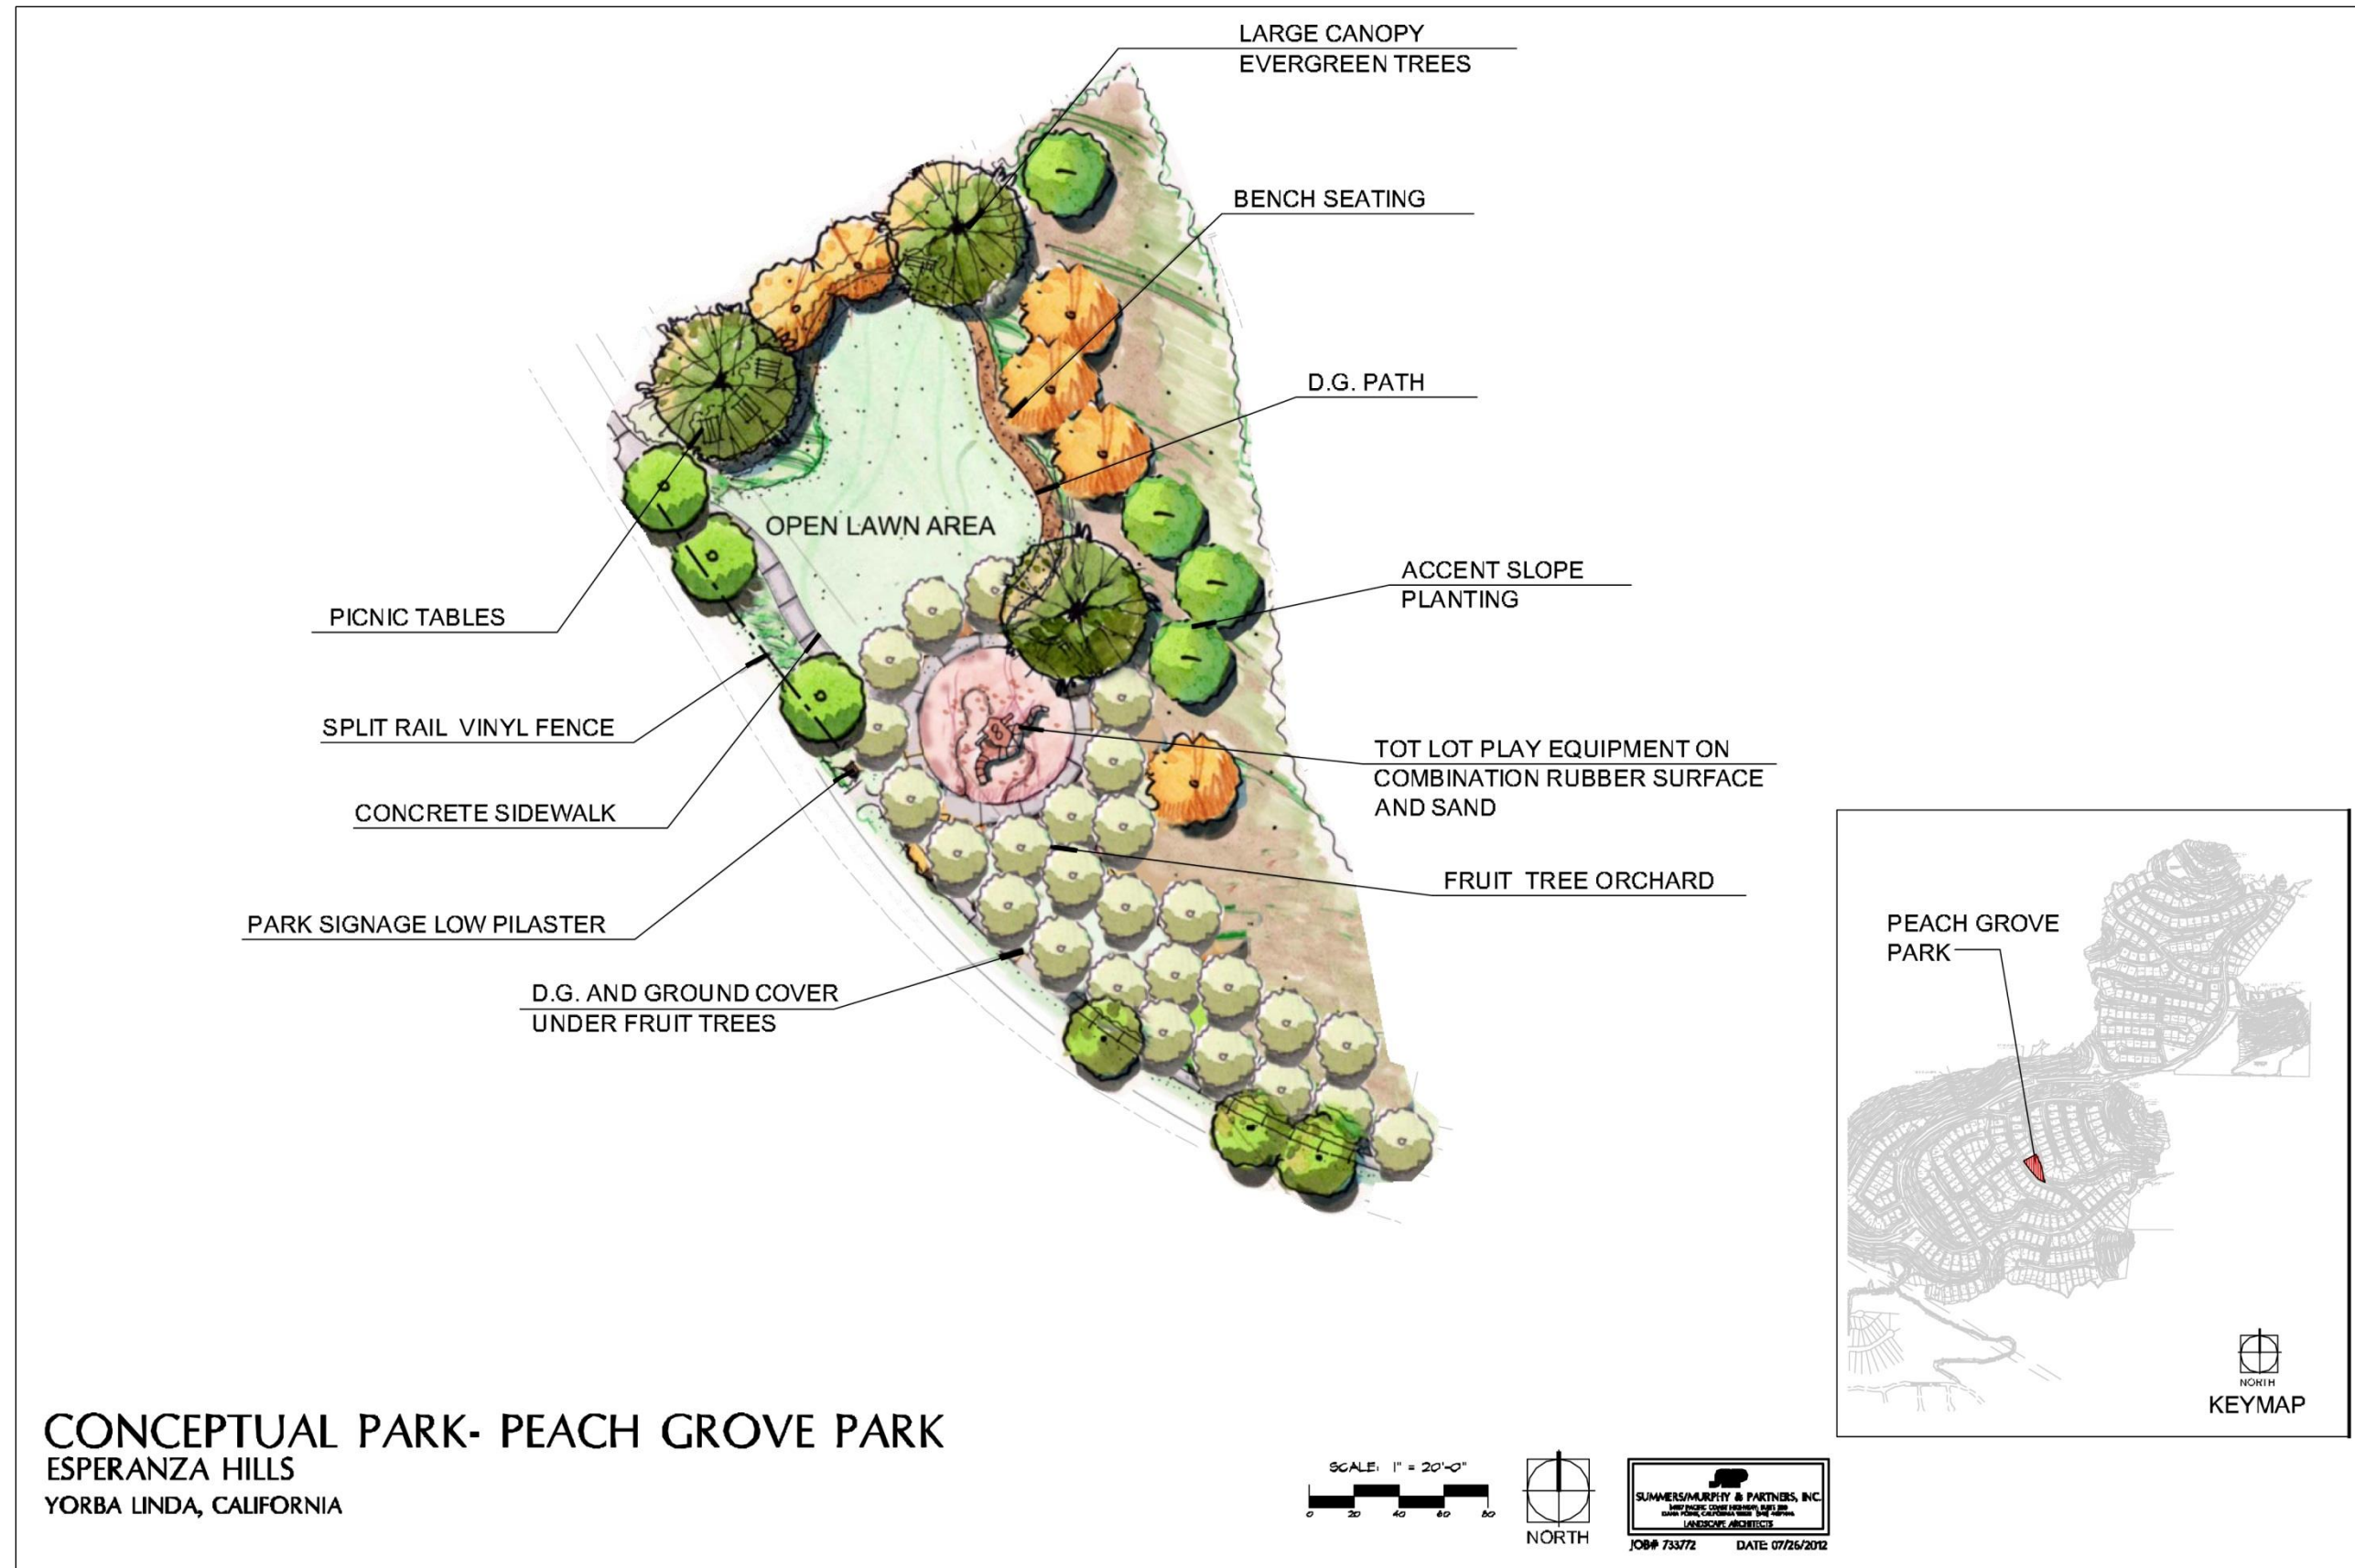 LARGE CANOPY
EVERGREEN TREES
BENCH SEATING
D.G. PATH
OPEN LAWN AREA
ACCENT SLOPE
PLANTING
PICNIC TABLES
SPLIT RAIL VINYL FENCE
TOT LOT PLAY EQUIPMENT ON
COMBINATION RUBBER SURFACE
AND SAND
CONCRETE SIDEWALK
FRUIT TREE ORCHARD
PARK SIGNAGE LOW PILASTER
D.G. AND GROUND COVER
UNDER FRUIT TREES
PEACH GROVE
PARK
NORTH
KEYMAP
CONCEPTUAL PARK- PEACH GROVE PARK
ESPERANZA HILLS
YORBA LINDA, CALIFORNIA
SCALE: 1" = 20'-0"
0 20 40 60 80
NORTH
SUMMERS/MURPHY & PARTNERS, INC.
LANDSCAPE ARCHITECTS
JOB# 733772 DATE: 07/26/2012